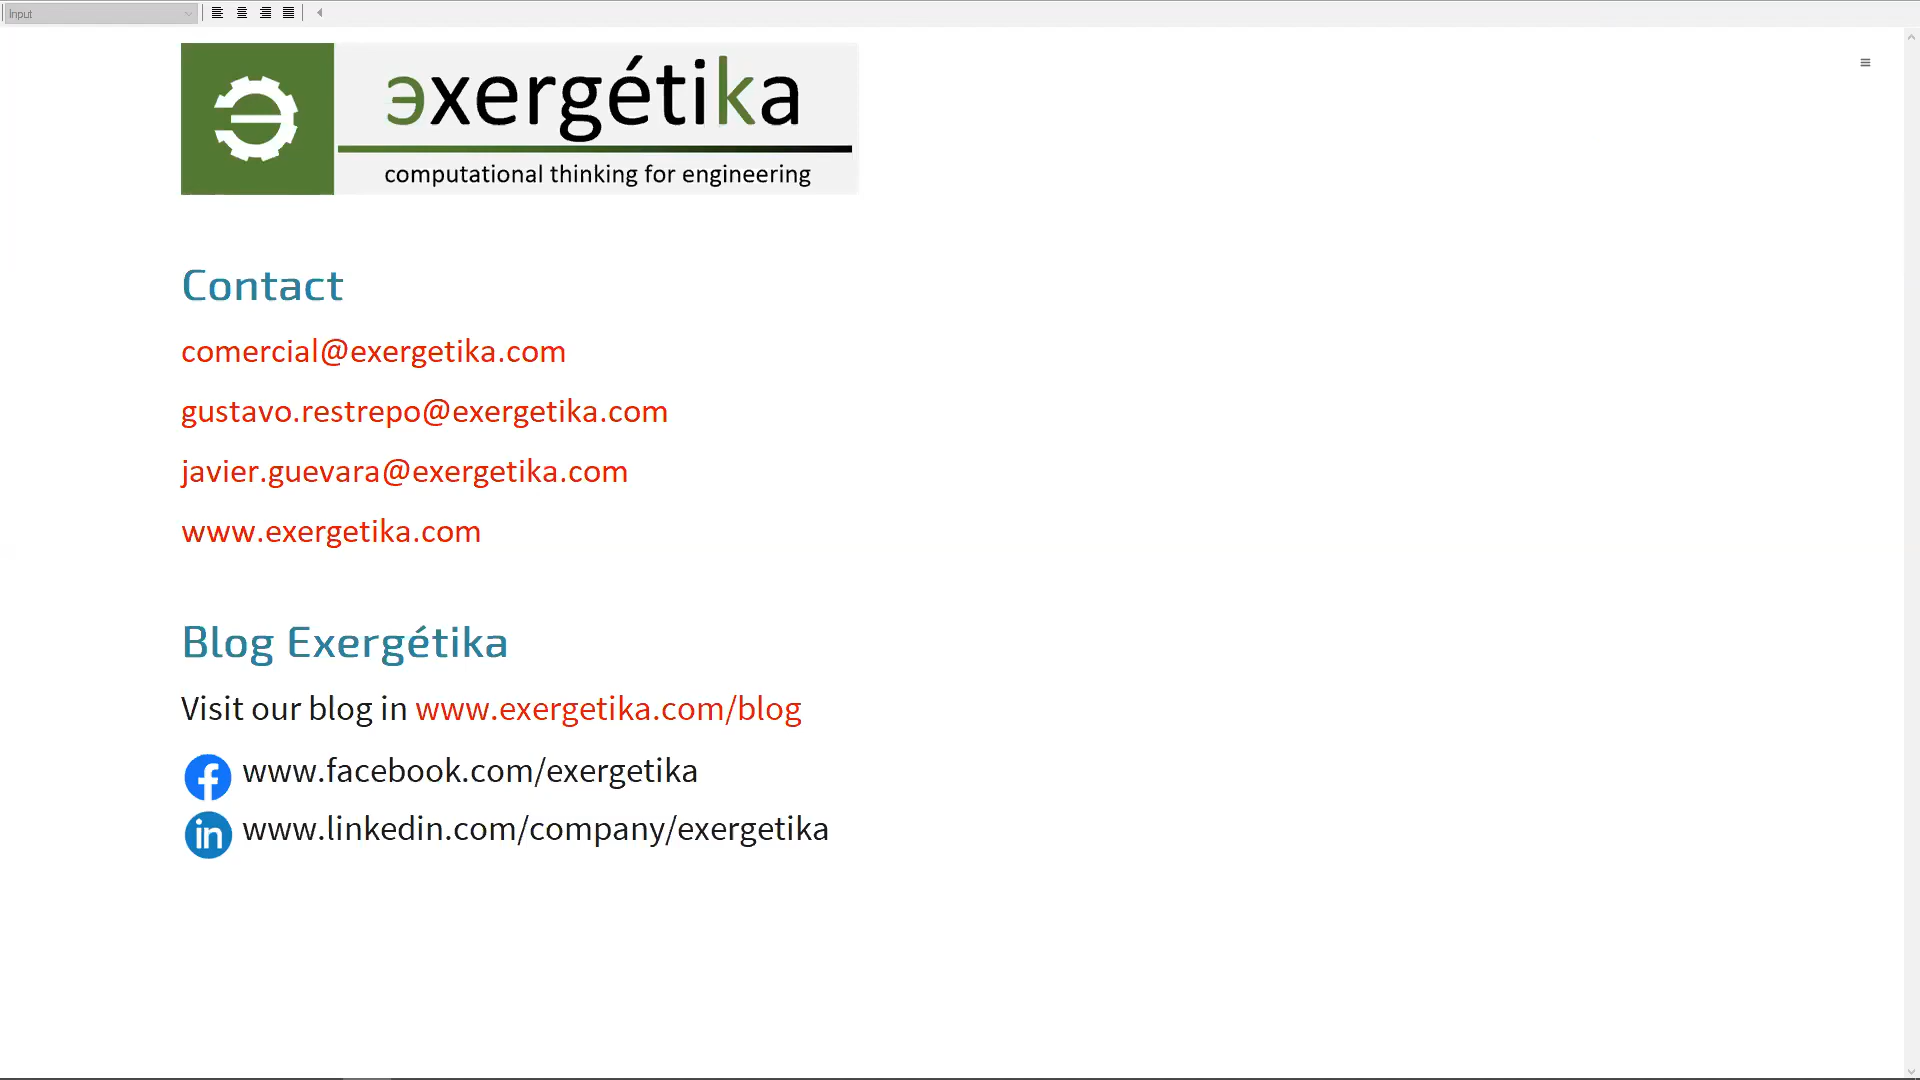 Input
exergétika
computational thinking for engineering
Contact
comercial@exergetika.com
gustavo.restrepo@exergetika.com
javier.guevara@exergetika.com
www.exergetika.com
Blog Exergétika
Visit our blog in www.exergetika.com/blog
www.facebook.com/exergetika
in www.linkedin.com/company/exergetika